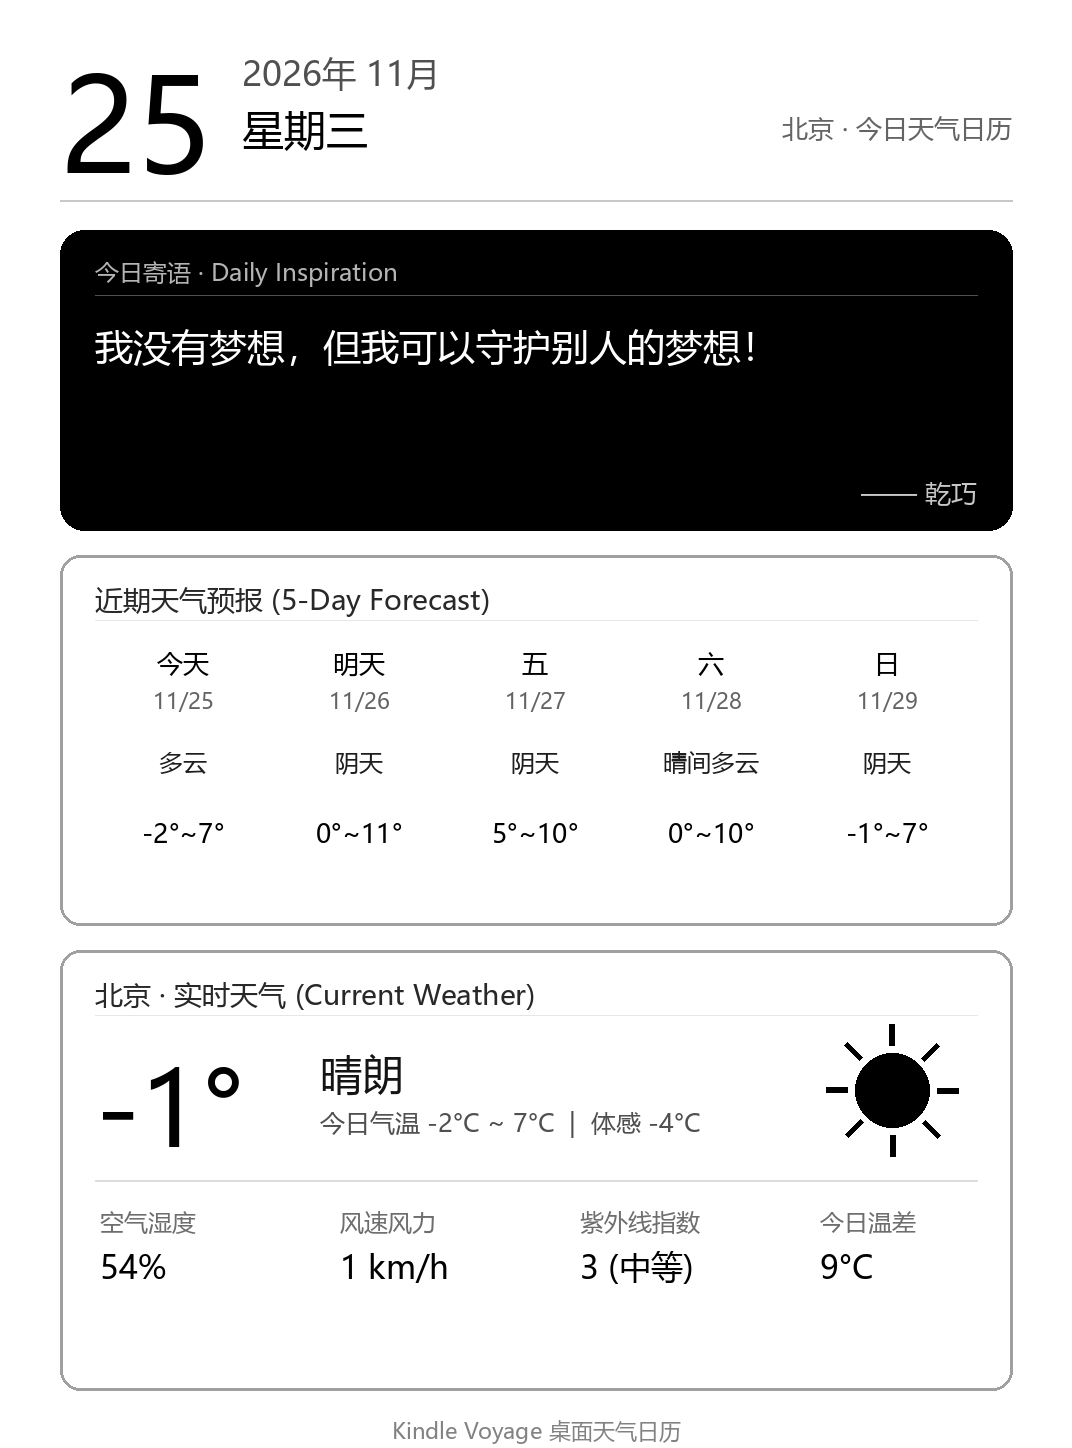 25
2026年 11月
星期三
北京 · 今日天气日历
今日寄语 · Daily Inspiration
我没有梦想，但我可以守护别人的梦想！
—— 乾巧
近期天气预报 (5-Day Forecast)
今天 明天 五 六 日
11/25 11/26 11/27 11/28 11/29
多云 阴天 阴天 晴间多云 阴天
-2°~7° 0°~11° 5°~10° 0°~10° -1°~7°
北京 · 实时天气 (Current Weather)
-1°
晴朗
今日气温 -2°C ~ 7°C | 体感 -4°C
空气湿度 风速风力 紫外线指数 今日温差
54% 1 km/h 3 (中等) 9°C
Kindle Voyage 桌面天气日历